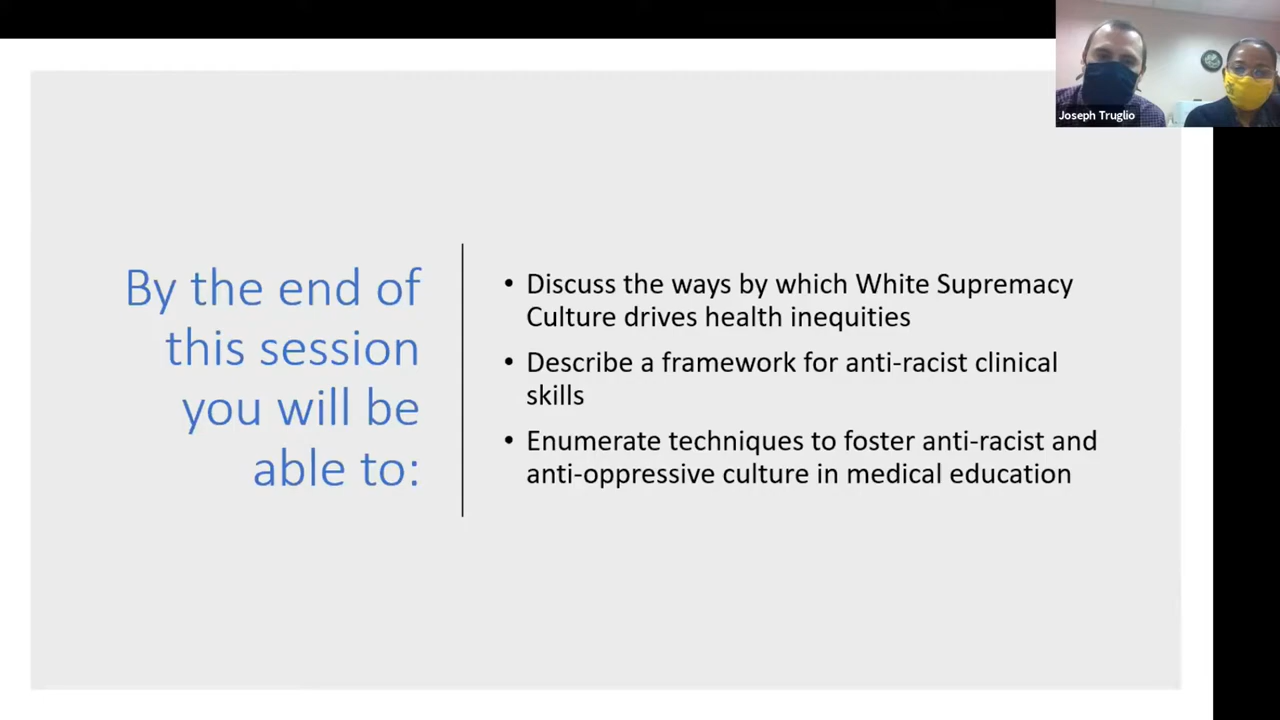 By the end of
this session
you will be
able to:
• Discuss the ways by which White Supremacy
Culture drives health inequities
• Describe a framework for anti-racist clinical
skills
• Enumerate techniques to foster anti-racist and
anti-oppressive culture in medical education
Joseph Truglio